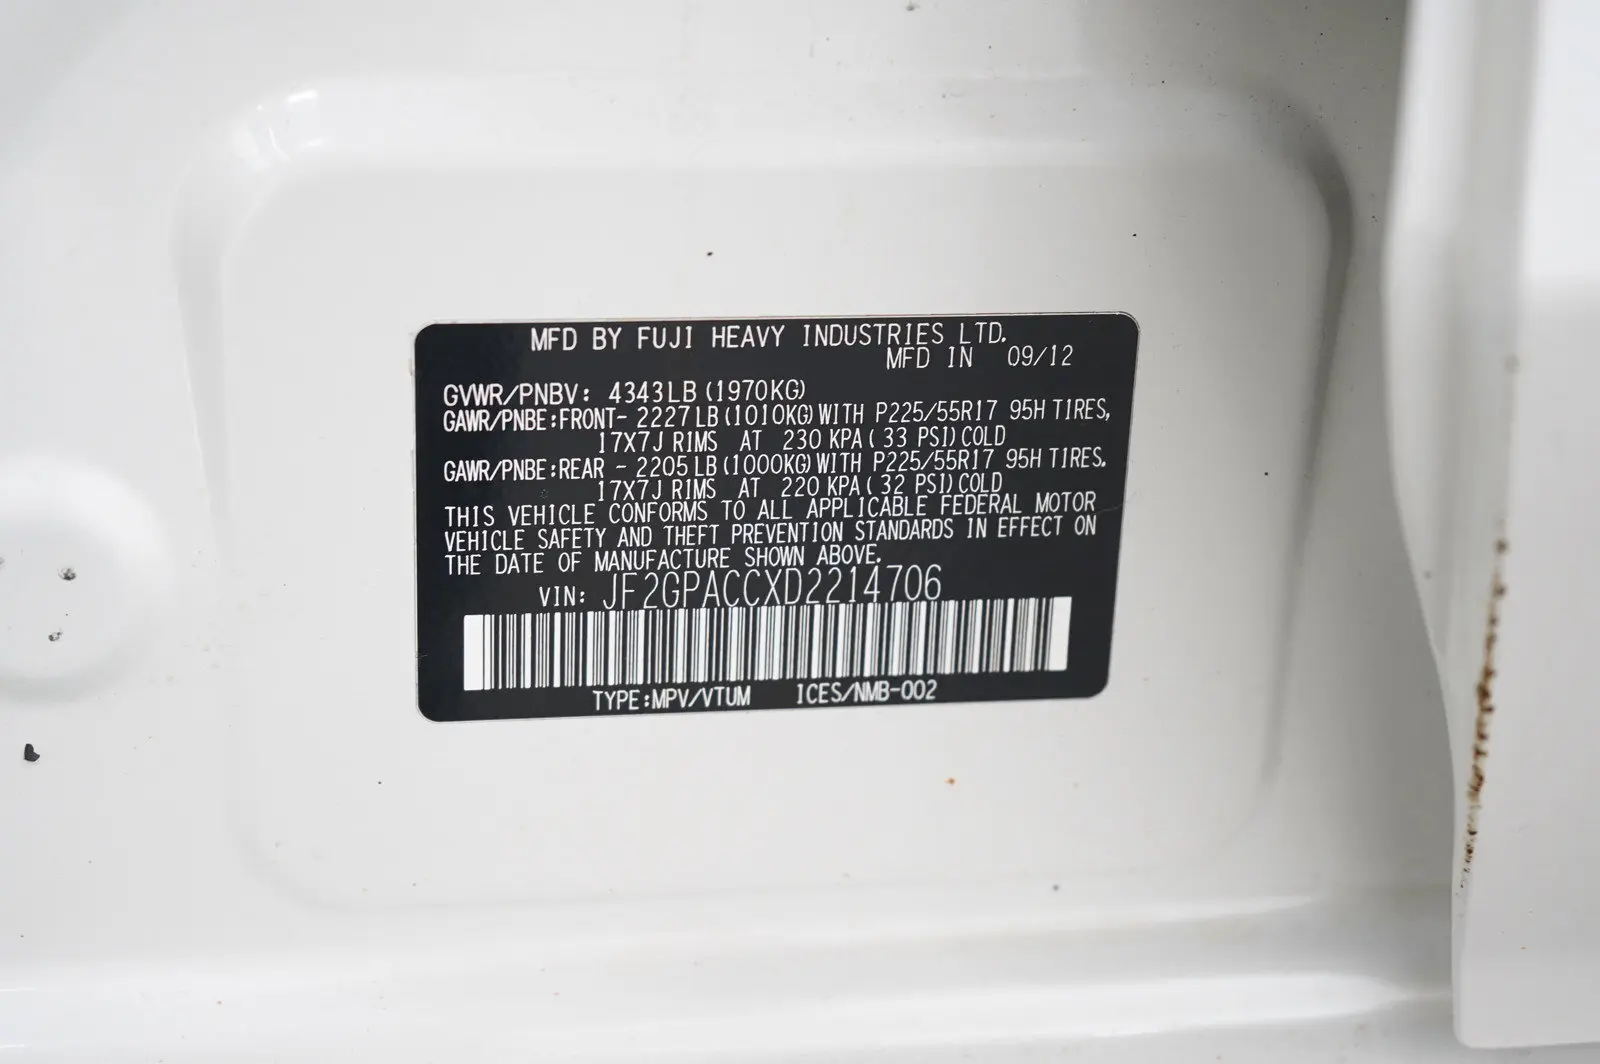 MFD BY FUJI HEAVY INDUSTRIES LTD.
MFD IN 09/12
GVWR/PNBV: 4343LB (1970KG)
GAWR/PNBE:FRONT- 2227LB (1010KG) WITH P225/55R17 95H TIRES,
17X7J RIMS AT 230 KPA ( 33 PSI) COLD
GAWR/PNBE:REAR - 2205LB (1000KG) WITH P225/55R17 95H TIRES.
17X7J RIMS AT 220 KPA ( 32 PSI) COLD
THIS VEHICLE CONFORMS TO ALL APPLICABLE FEDERAL MOTOR
VEHICLE SAFETY AND THEFT PREVENTION STANDARDS IN EFFECT ON
THE DATE OF MANUFACTURE SHOWN ABOVE.
VIN: JF2GPACCXD2214706
TYPE:MPV/VTUM ICES/NMB-002